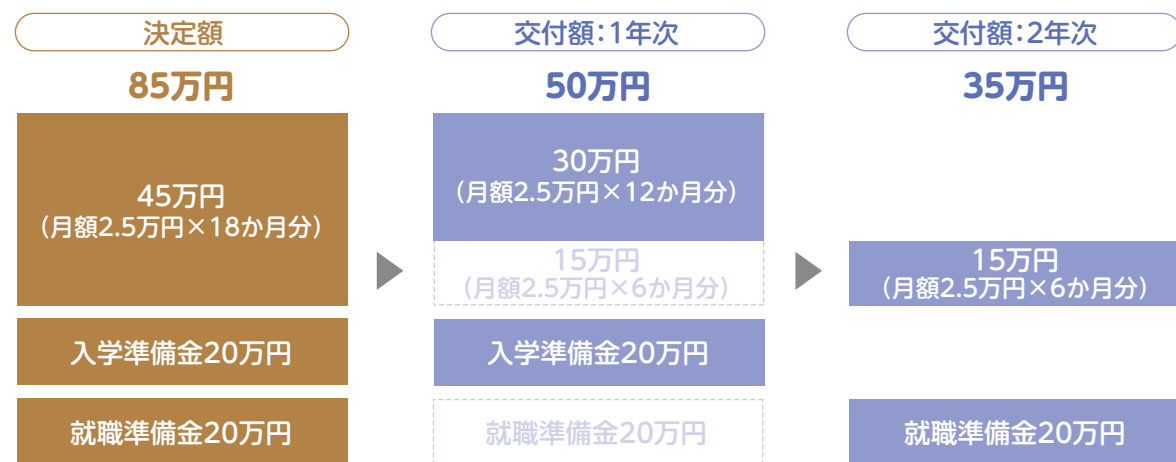 決定額
85万円
45万円
（月額2.5万円×18か月分）
入学準備金20万円
就職準備金20万円
交付額：1年次
50万円
30万円
（月額2.5万円×12か月分）
15万円
（月額2.5万円×6か月分）
入学準備金20万円
就職準備金20万円
交付額：2年次
35万円
15万円
（月額2.5万円×6か月分）
就職準備金20万円